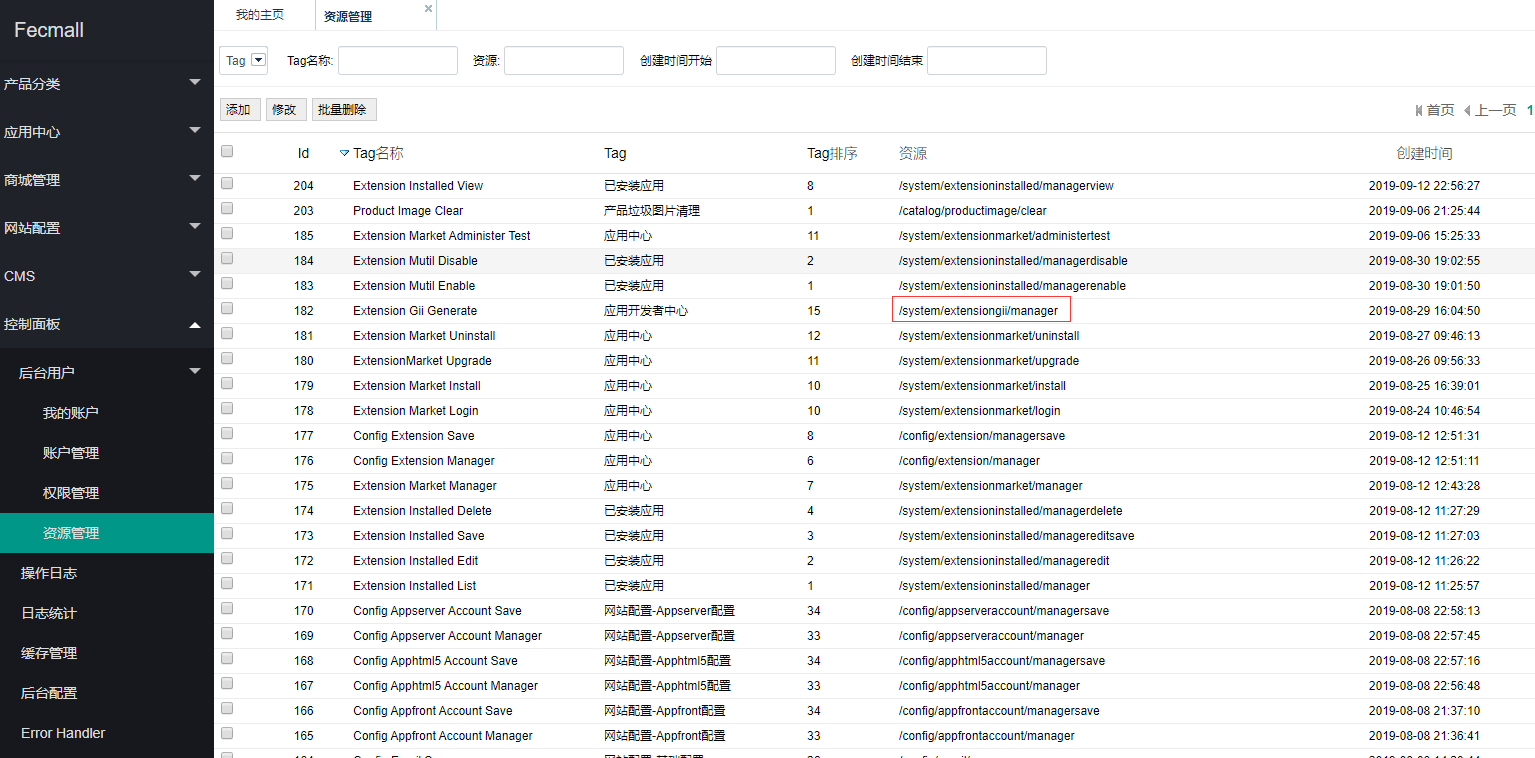 Fecmall
产品分类
应用中心
商城管理
网站配置
CMS
控制面板
后台用户
我的账户
账户管理
权限管理
资源管理
操作日志
日志统计
缓存管理
后台配置
Error Handler
我的主页 资源管理
Tag Tag名称: 资源: 创建时间开始 创建时间结束
添加 修改 批量删除 首页 上一页 1
Id Tag名称 Tag Tag排序 资源 创建时间
204 Extension Installed View 已安装应用 8 /system/extensioninstalled/managerview 2019-09-12 22:56:27
203 Product Image Clear 产品垃圾图片清理 1 /catalog/productimage/clear 2019-09-06 21:25:44
185 Extension Market Administer Test 应用中心 11 /system/extensionmarket/administertest 2019-09-06 15:25:33
184 Extension Mutil Disable 已安装应用 2 /system/extensioninstalled/managerdisable 2019-08-30 19:02:55
183 Extension Mutil Enable 已安装应用 1 /system/extensioninstalled/managerenable 2019-08-30 19:01:50
182 Extension Gii Generate 应用开发者中心 15 /system/extensiongii/manager 2019-08-29 16:04:50
181 Extension Market Uninstall 应用中心 12 /system/extensionmarket/uninstall 2019-08-27 09:46:13
180 ExtensionMarket Upgrade 应用中心 11 /system/extensionmarket/upgrade 2019-08-26 09:56:33
179 Extension Market Install 应用中心 10 /system/extensionmarket/install 2019-08-25 16:39:01
178 Extension Market Login 应用中心 10 /system/extensionmarket/login 2019-08-24 10:46:54
177 Config Extension Save 应用中心 8 /config/extension/managersave 2019-08-12 12:51:31
176 Config Extension Manager 应用中心 6 /config/extension/manager 2019-08-12 12:51:11
175 Extension Market Manager 应用中心 7 /system/extensionmarket/manager 2019-08-12 12:43:28
174 Extension Installed Delete 已安装应用 4 /system/extensioninstalled/managerdelete 2019-08-12 11:27:29
173 Extension Installed Save 已安装应用 3 /system/extensioninstalled/managereditsave 2019-08-12 11:27:03
172 Extension Installed Edit 已安装应用 2 /system/extensioninstalled/manageredit 2019-08-12 11:26:22
171 Extension Installed List 已安装应用 1 /system/extensioninstalled/manager 2019-08-12 11:25:57
170 Config Appserver Account Save 网站配置-Appserver配置 34 /config/appserveraccount/managersave 2019-08-08 22:58:13
169 Config Appserver Account Manager 网站配置-Appserver配置 33 /config/appserveraccount/manager 2019-08-08 22:57:45
168 Config Apphtml5 Account Save 网站配置-Apphtml5配置 34 /config/apphtml5account/managersave 2019-08-08 22:57:16
167 Config Apphtml5 Account Manager 网站配置-Apphtml5配置 33 /config/apphtml5account/manager 2019-08-08 22:56:48
166 Config Appfront Account Save 网站配置-Appfront配置 34 /config/appfrontaccount/managersave 2019-08-08 21:37:10
165 Config Appfront Account Manager 网站配置-Appfront配置 33 /config/appfrontaccount/manager 2019-08-08 21:36:41